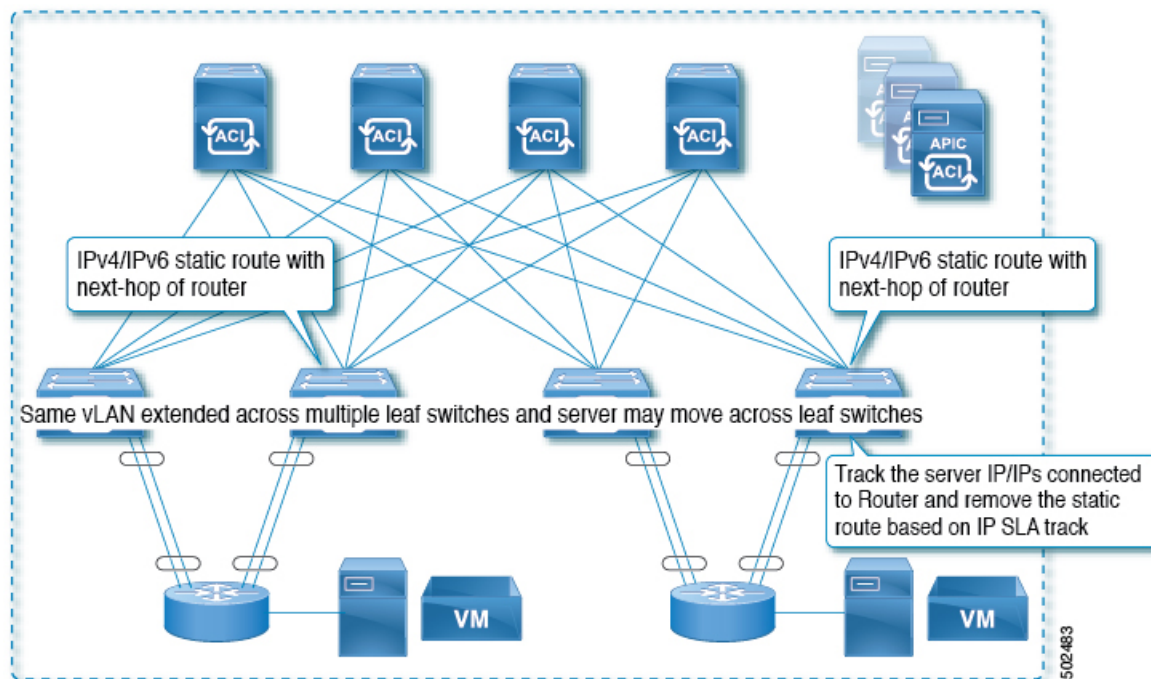 ACI
ACI
ACI
ACI
APIC
ACI
IPv4/IPv6 static route with
next-hop of router
IPv4/IPv6 static route with
next-hop of router
Same vLAN extended across multiple leaf switches and server may move across leaf switches
Track the server IP/IPs connected
to Router and remove the static
route based on IP SLA track
VM
VM
502483